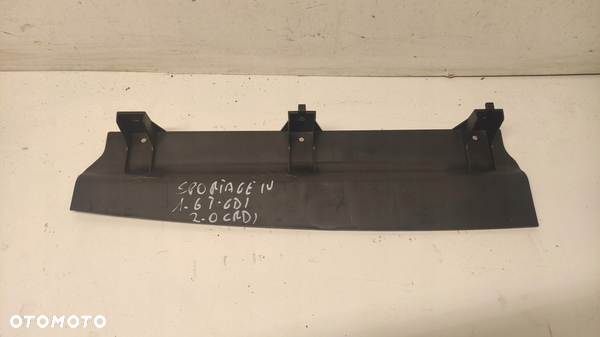 SPORTAGE IV
1.6 T-GDI
2.0 CRDI
OTOMOTO